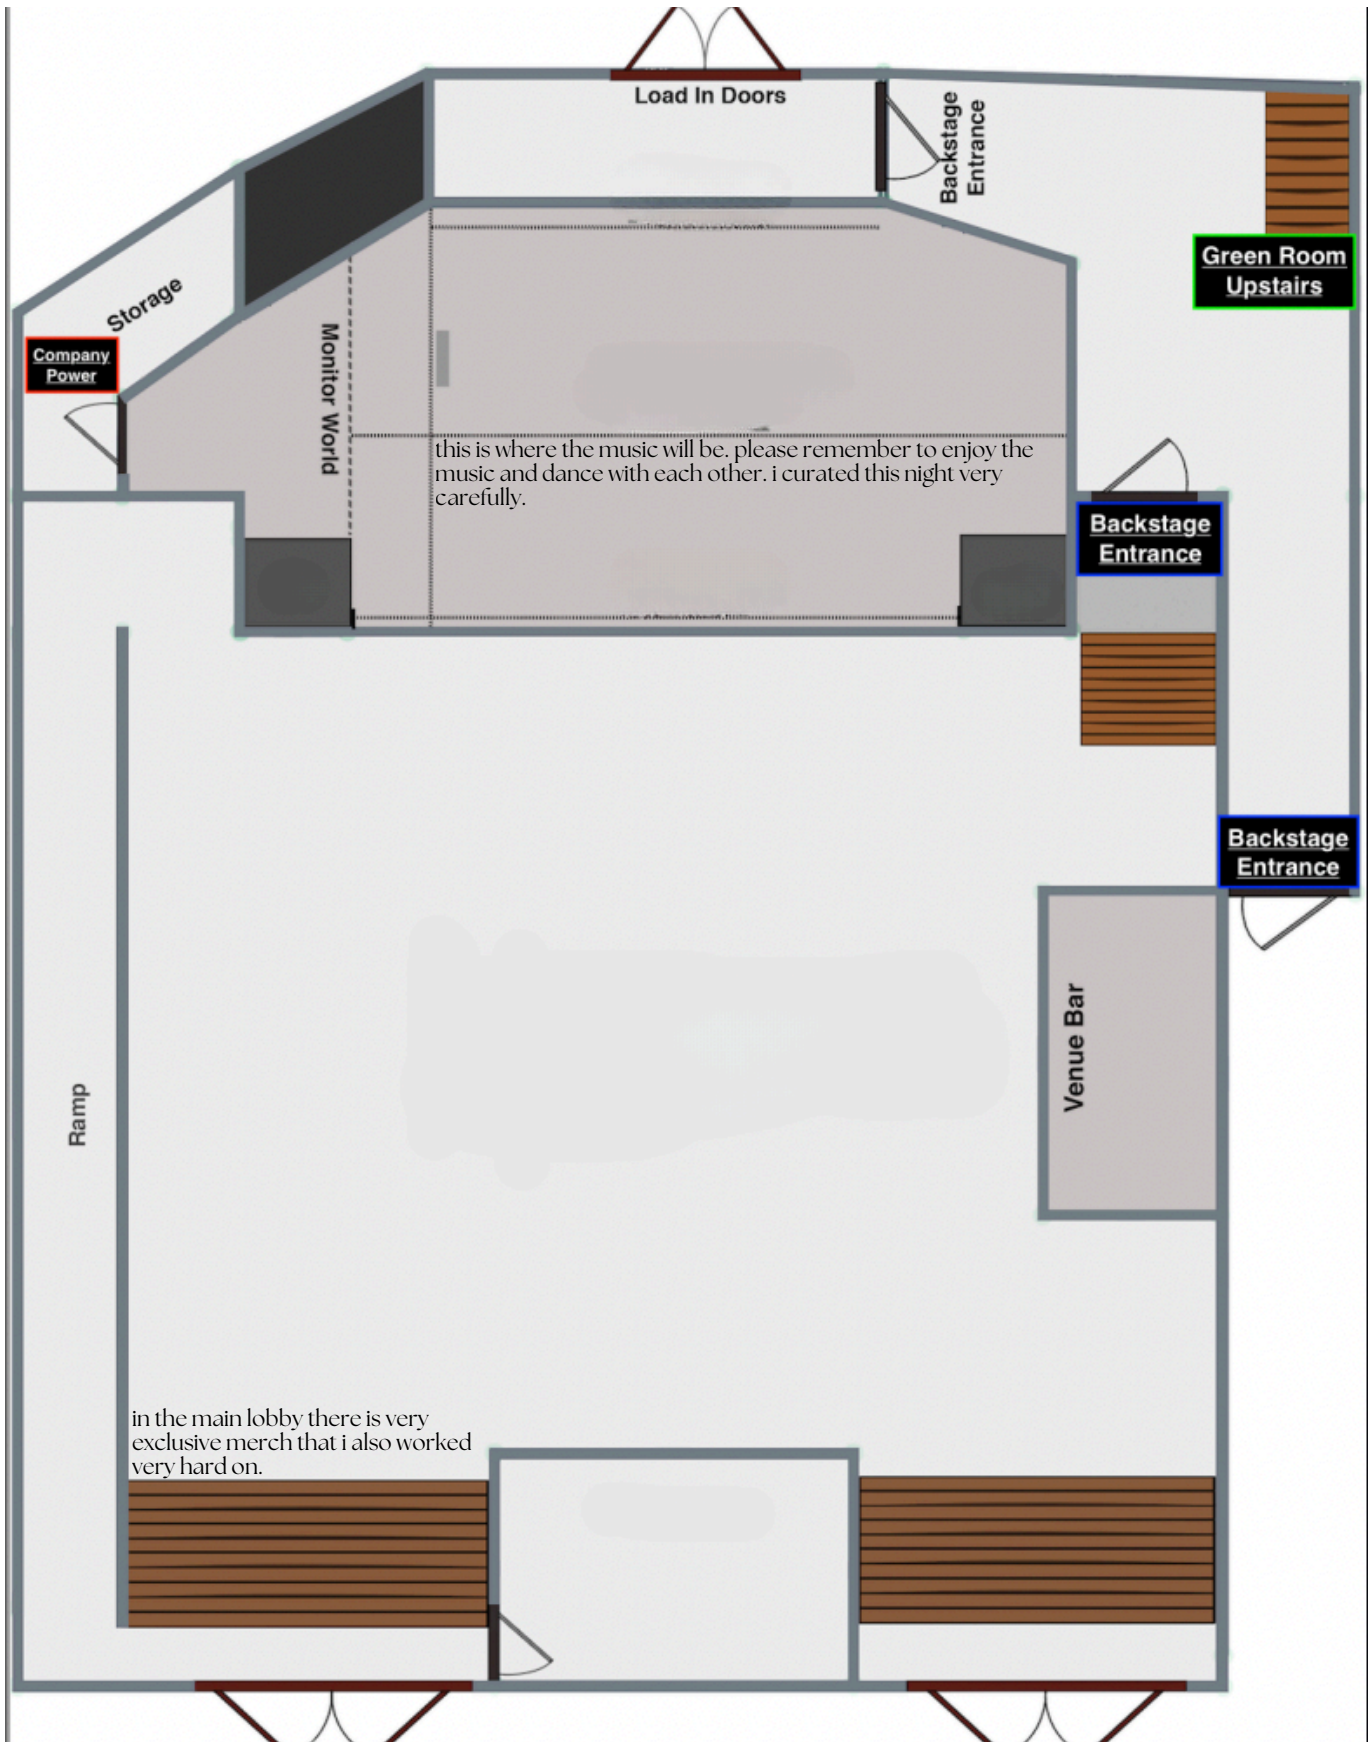 Load In Doors
Backstage
Entrance
Green Room
Upstairs
Storage
Company
Power
Monitor World
this is where the music will be. please remember to enjoy the
music and dance with each other. i curated this night very
carefully.
Backstage
Entrance
Backstage
Entrance
Venue Bar
Ramp
in the main lobby there is very
exclusive merch that i also worked
very hard on.